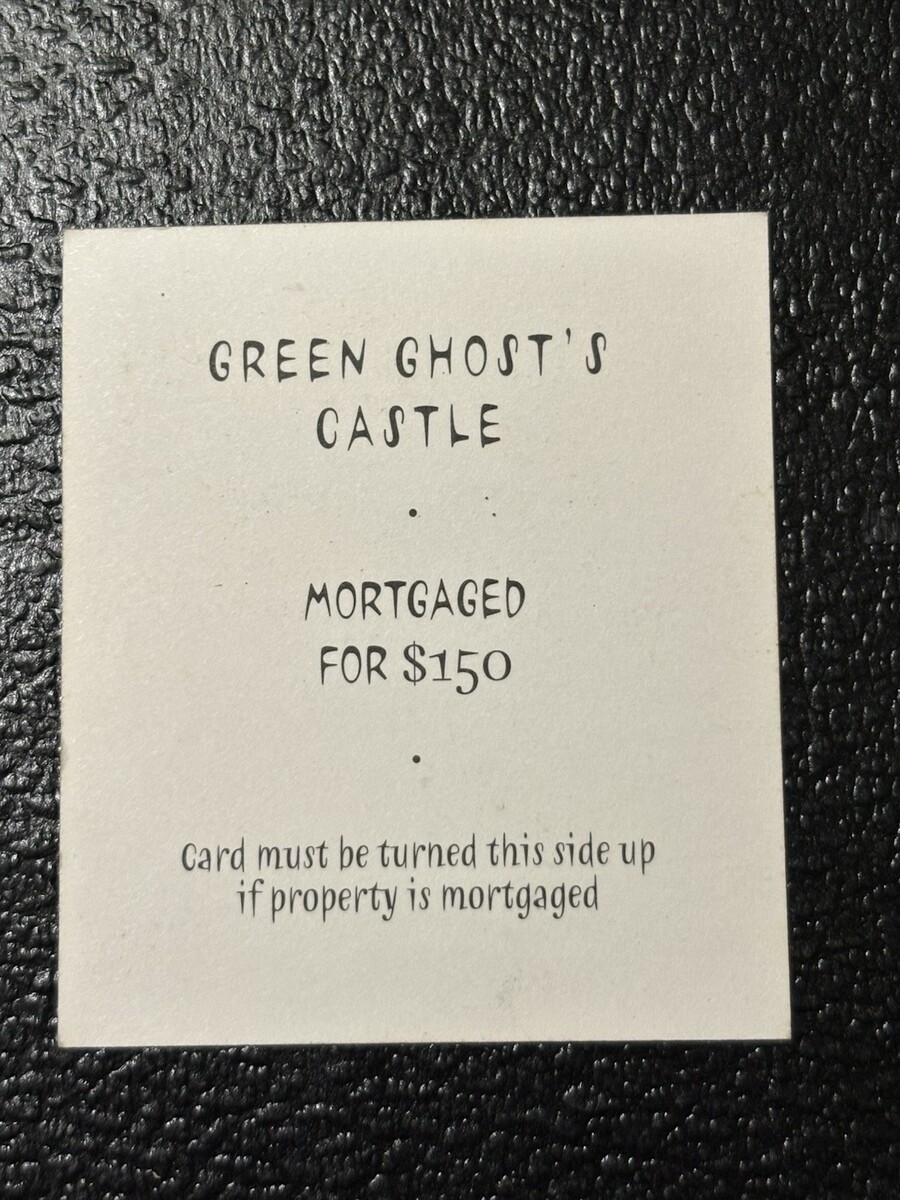 GREEN GHOST'S
CASTLE
•
MORTGAGED
FOR $150
•
Card must be turned this side up
if property is mortgaged